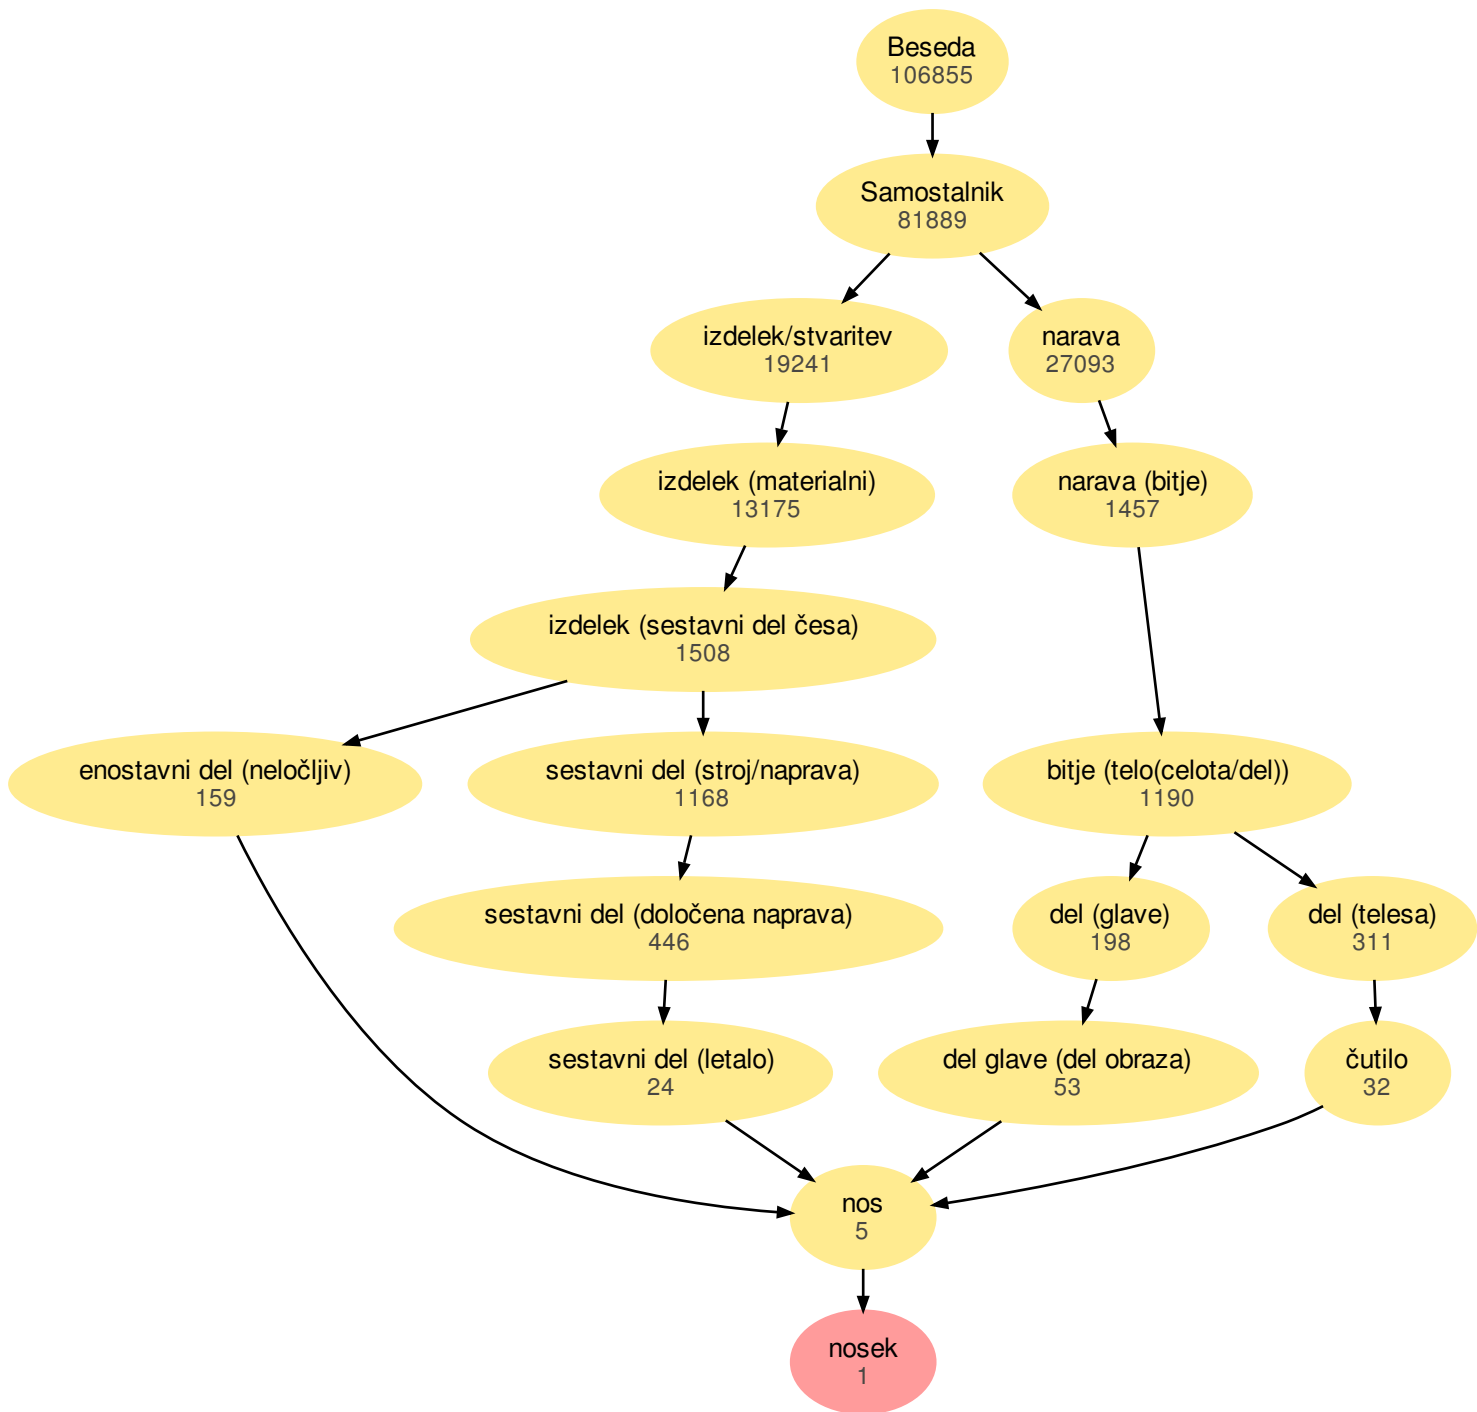 Beseda
106855
Samostalnik
81889
izdelek/stvaritev
19241
narava
27093
izdelek (materialni)
13175
narava (bitje)
1457
izdelek (sestavni del česa)
1508
enostavni del (neločljiv)
159
sestavni del (stroj/naprava)
1168
bitje (telo(celota/del))
1190
sestavni del (določena naprava)
446
del (glave)
198
del (telesa)
311
sestavni del (letalo)
24
del glave (del obraza)
53
čutilo
32
nos
5
nosek
1